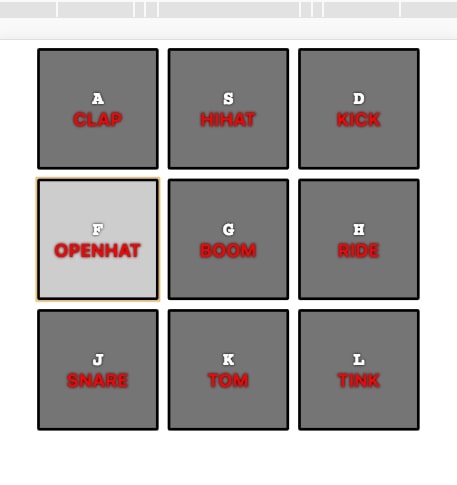 A
CLAP
S
HIHAT
D
KICK
F
OPENHAT
G
BOOM
H
RIDE
J
SNARE
K
TOM
L
TINK